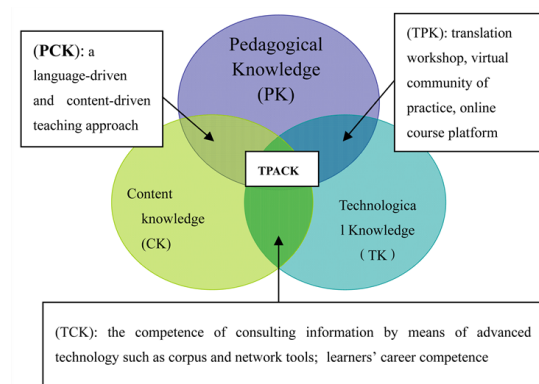 (PCK): a
language-driven
and content-driven
teaching approach
Pedagogical
Knowledge
(PK)
(TPK): translation
workshop, virtual
community of
practice, online
course platform
TPACK
Content
knowledge
(CK)
Technologica
l Knowledge
( TK )
(TCK): the competence of consulting information by means of advanced
technology such as corpus and network tools; learners' career competence